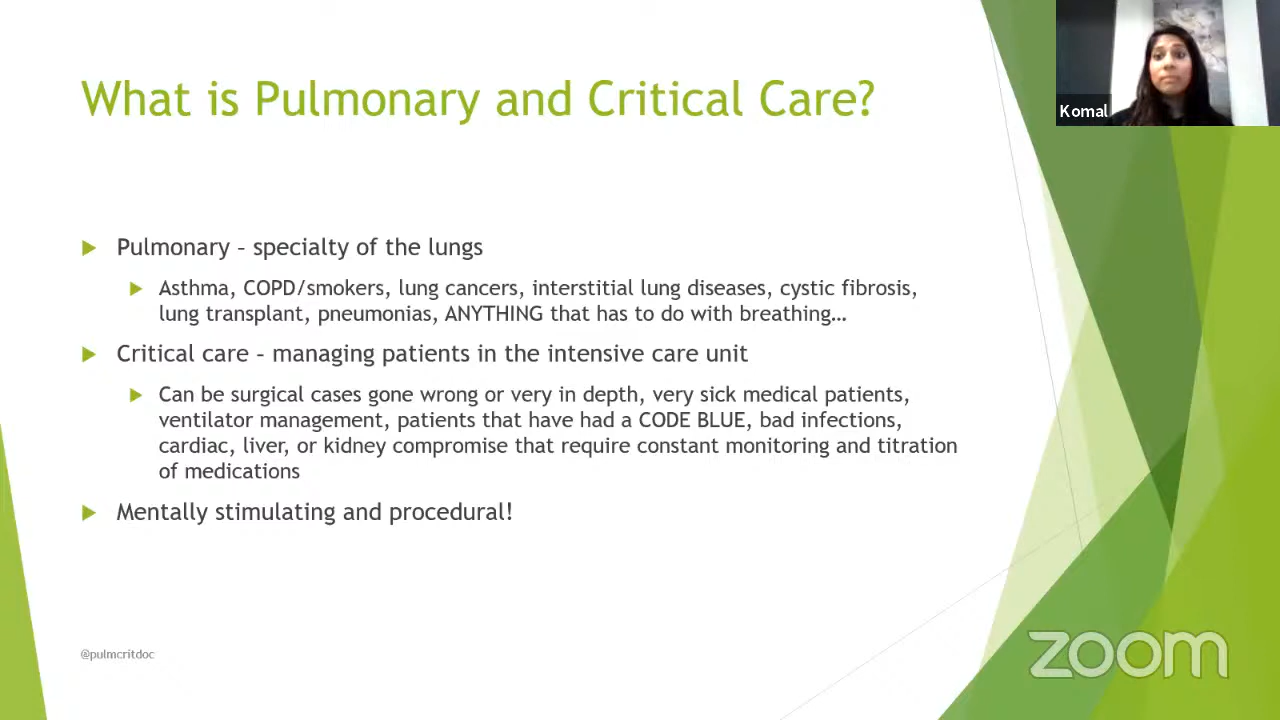 What is Pulmonary and Critical Care?
Komal
Pulmonary – specialty of the lungs
Asthma, COPD/smokers, lung cancers, interstitial lung diseases, cystic fibrosis,
lung transplant, pneumonias, ANYTHING that has to do with breathing…
Critical care – managing patients in the intensive care unit
Can be surgical cases gone wrong or very in depth, very sick medical patients,
ventilator management, patients that have had a CODE BLUE, bad infections,
cardiac, liver, or kidney compromise that require constant monitoring and titration
of medications
Mentally stimulating and procedural!
@pulmcritdoc
zoom